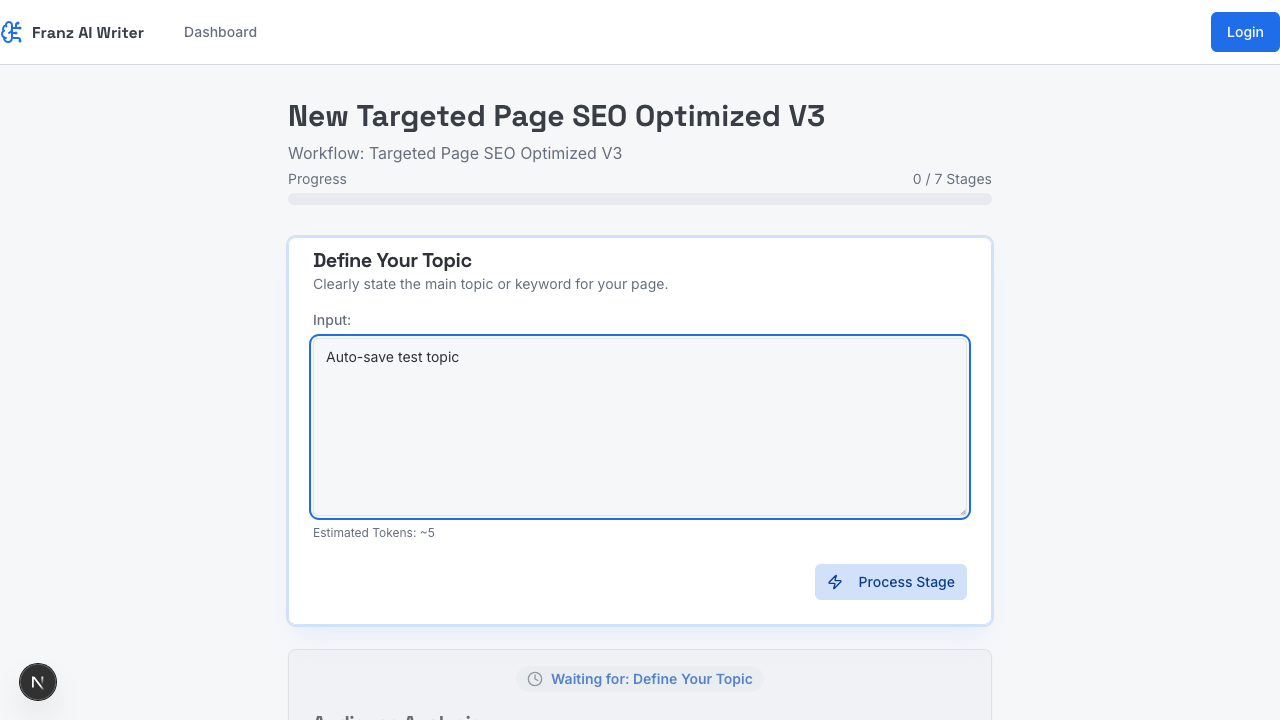 Franz AI Writer
Dashboard
Login
New Targeted Page SEO Optimized V3
Workflow: Targeted Page SEO Optimized V3
Progress
0 / 7 Stages
Define Your Topic
Clearly state the main topic or keyword for your page.
Input:
Auto-save test topic
Estimated Tokens: ~5
Process Stage
N
Waiting for: Define Your Topic
Audience Analysis